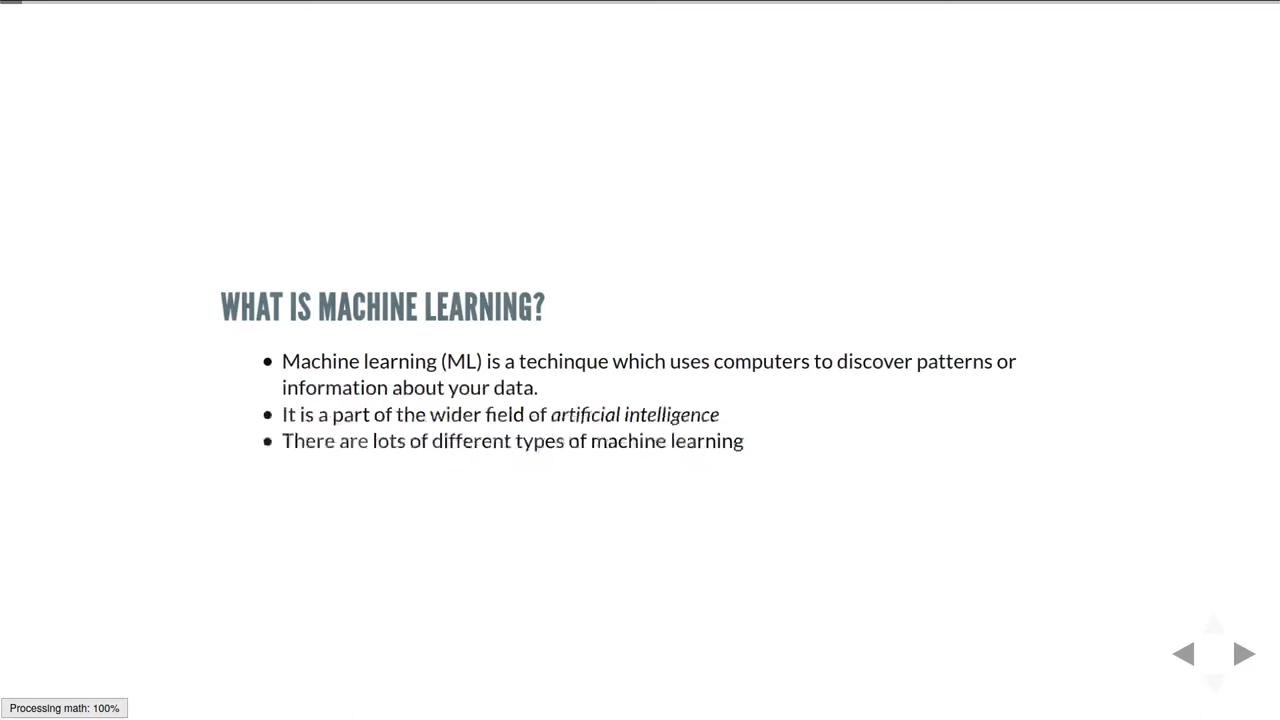 WHAT IS MACHINE LEARNING?
Machine learning (ML) is a techinque which uses computers to discover patterns or
information about your data.
It is a part of the wider field of artificial intelligence
There are lots of different types of machine learning
Processing math: 100%